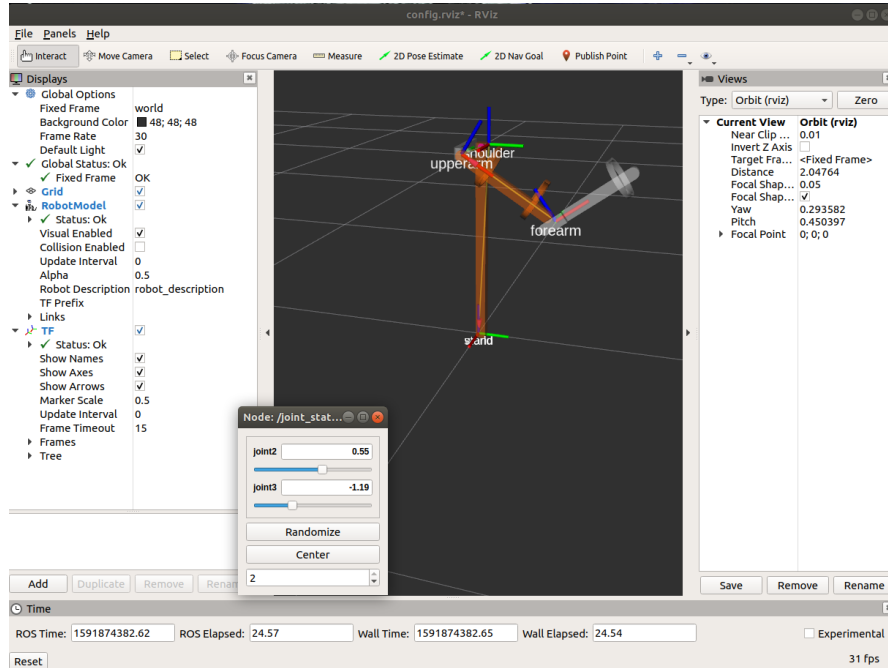 config.rviz* - RViz
File Panels Help
Interact Move Camera Select Focus Camera Measure 2D Pose Estimate 2D Nav Goal Publish Point
Displays
Global Options
Fixed Frame world
Background Color 48; 48; 48
Frame Rate 30
Default Light
Global Status: Ok
Fixed Frame OK
Grid
RobotModel
Status: Ok
Visual Enabled
Collision Enabled
Update Interval 0
Alpha 0.5
Robot Description robot_description
TF Prefix
Links
TF
Status: Ok
Show Names
Show Axes
Show Arrows
Marker Scale 0.5
Update Interval 0
Frame Timeout 15
Frames
Tree
Add Duplicate Remove Renam
shoulder
upperarm
forearm
Node: /joint_stat...
joint2 0.55
joint3 -1.19
Randomize
Center
2
Views
Type: Orbit (rviz) Zero
Current View Orbit (rviz)
Near Clip ... 0.01
Invert Z Axis
Target Fra... <Fixed Frame>
Distance 2.04764
Focal Shap... 0.05
Focal Shap...
Yaw 0.293582
Pitch 0.450397
Focal Point 0; 0; 0
Save Remove Rename
Time
ROS Time: 1591874382.62 ROS Elapsed: 24.57 Wall Time: 1591874382.65 Wall Elapsed: 24.54 Experimental
Reset 31 fps